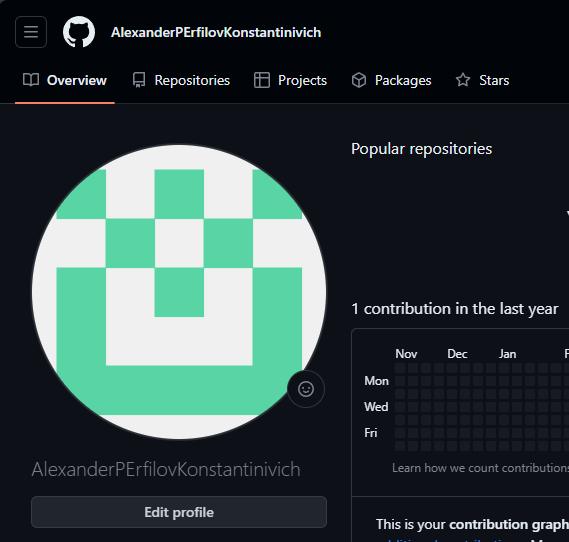 AlexanderPErfilovKonstantinivich
Overview Repositories Projects Packages Stars
Popular repositories
1 contribution in the last year
Nov Dec Jan F
Mon
Wed
Fri
Learn how we count contributions
AlexanderPErfilovKonstantinivich
Edit profile
This is your contribution graph